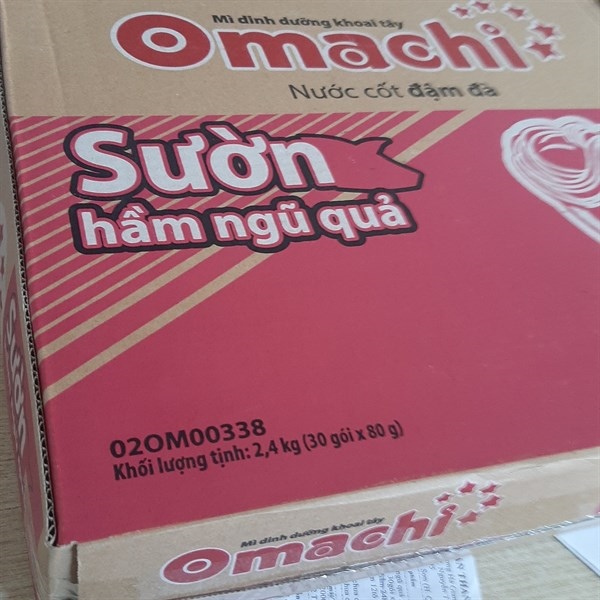 Mì dinh dưỡng khoai tây
Omachi
Nước cốt đậm đà
Sườn
hầm ngũ quả
Sườn
02OM00338
Khối lượng tịnh: 2,4 kg (30 gói x 80 g)
Mì dinh dưỡng khoai tây
Omachi